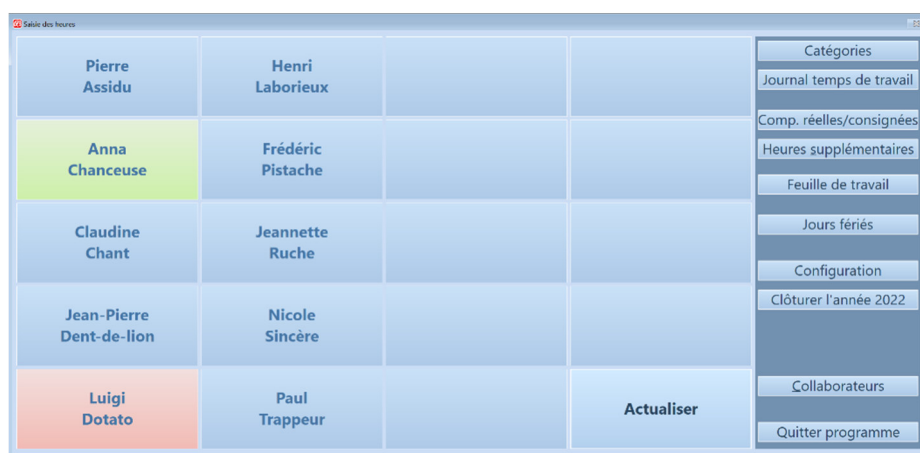 Saisie des heures
Pierre
Assidu
Henri
Laborieux
Anna
Chanceuse
Frédéric
Pistache
Claudine
Chant
Jeannette
Ruche
Jean-Pierre
Dent-de-lion
Nicole
Sincère
Luigi
Dotato
Paul
Trappeur
Actualiser
Catégories
Journal temps de travail
Comp. réelles/consignées
Heures supplémentaires
Feuille de travail
Jours fériés
Configuration
Clôturer l'année 2022
Collaborateurs
Quitter programme